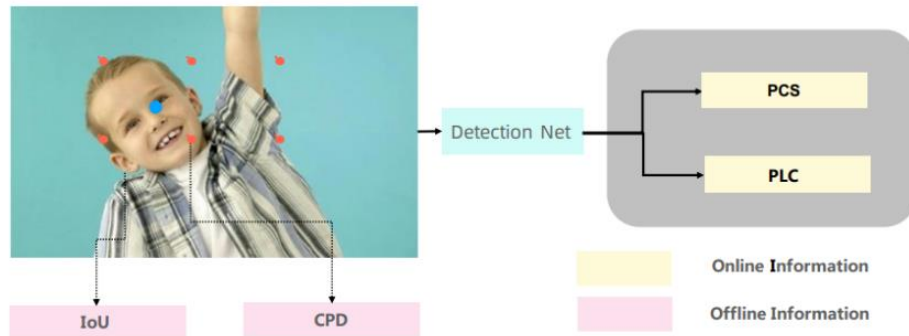 Detection Net
PCS
PLC
Online Information
Offline Information
IoU
CPD